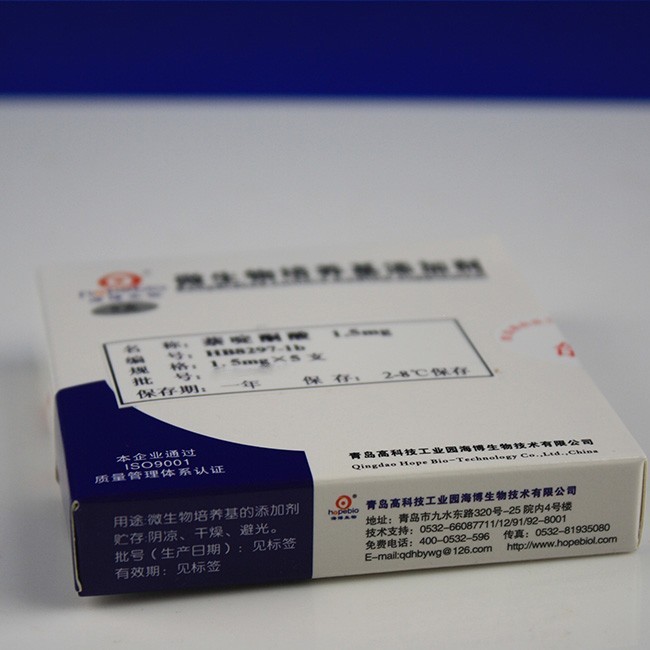 hopebio
微生物培养基添加剂
名 称: 萘啶酮酸 1.5mg
编 号: HB8297-1b
规 格: 1.5mg×5支
批 号:
保存期: 一年 保 存: 2-8℃保存
本企业通过
ISO9001
质量管理体系认证
青岛高科技工业园海博生物技术有限公司
Qingdao Hope Bio-Technology Co.,Ltd.,China
用途:微生物培养基的添加剂
贮存:阴凉、干燥、避光。
批号(生产日期): 见标签
有效期: 见标签
hopebio
海博生物
青岛高科技工业园海博生物技术有限公司
地址: 青岛市九水东路320号-25 院内4号楼
技术支持: 0532-66087711/12/91/92-8001
免费电话: 400-0532-596 传真: 0532-81935080
E-mail:qdhbywg@126.com http://www.hopebiol.com